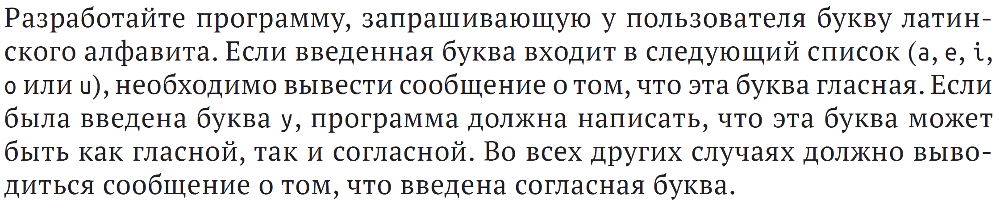 Разработайте программу, запрашивающую у пользователя букву латин-
ского алфавита. Если введенная буква входит в следующий список (a, e, i,
o или u), необходимо вывести сообщение о том, что эта буква гласная. Если
была введена буква y, программа должна написать, что эта буква может
быть как гласной, так и согласной. Во всех других случаях должно выво-
диться сообщение о том, что введена согласная буква.